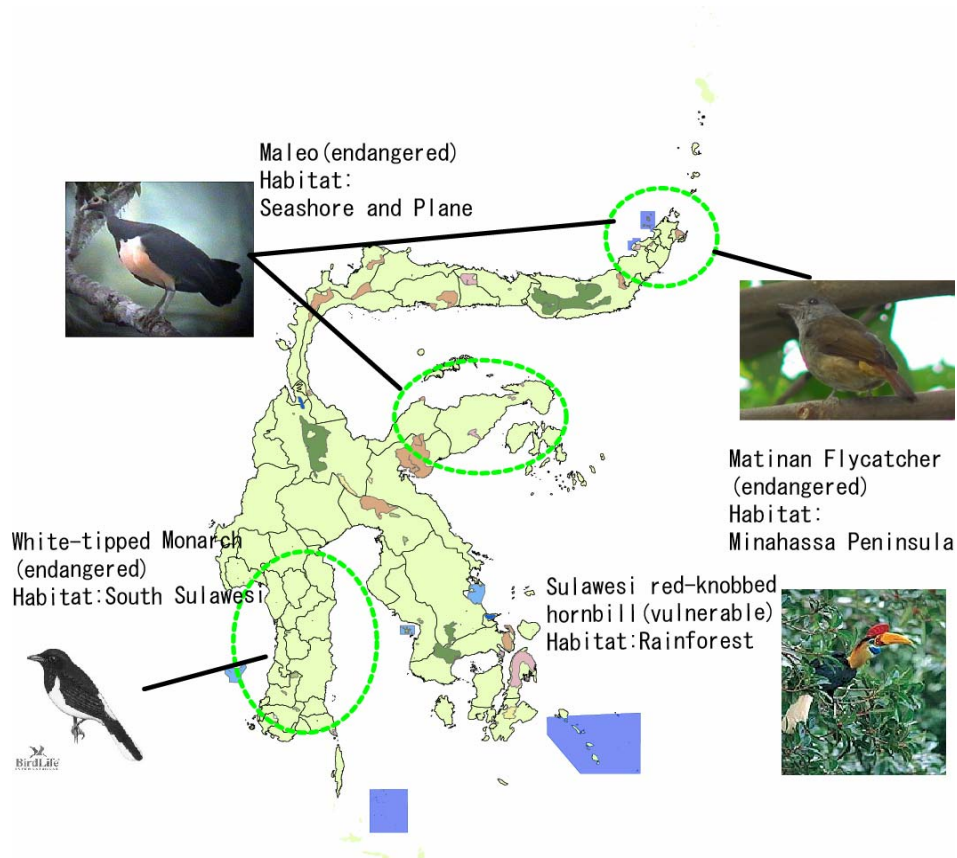 Maleo(endangered)
Habitat:
Seashore and Plane
Matinan Flycatcher
(endangered)
Habitat:
Minahassa Peninsula
White-tipped Monarch
(endangered)
Habitat:South Sulawesi
Sulawesi red-knobbed
hornbill(vulnerable)
Habitat:Rainforest
BirdLife